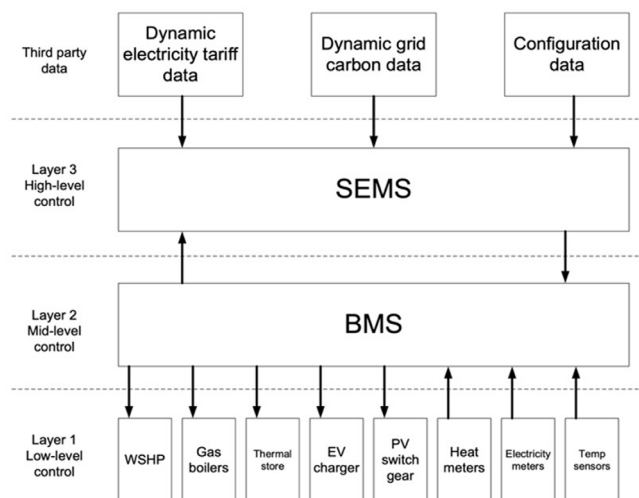 Third party
data
Dynamic
electricity tariff
data
Dynamic grid
carbon data
Configuration
data
Layer 3
High-level
control
SEMS
Layer 2
Mid-level
control
BMS
Layer 1
Low-level
control
WSHP
Gas
boilers
Thermal
store
EV
charger
PV
switch
gear
Heat
meters
Electricity
meters
Temp
sensors